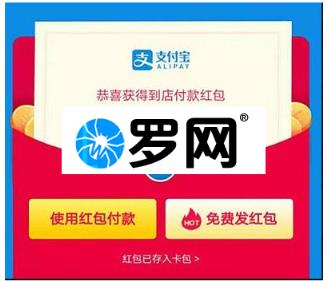 支付宝
ALIPAY
恭喜获得到店付款红包
罗网®
使用红包付款
HOT 免费发红包
红包已存入卡包 >